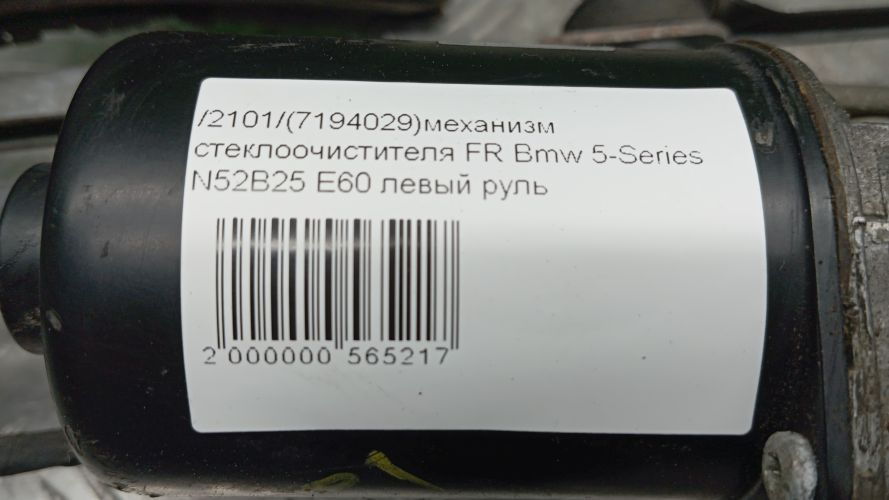 /2101/(7194029)механизм
стеклоочистителя FR Bmw 5-Series
N52B25 E60 левый руль
2 000000 565217